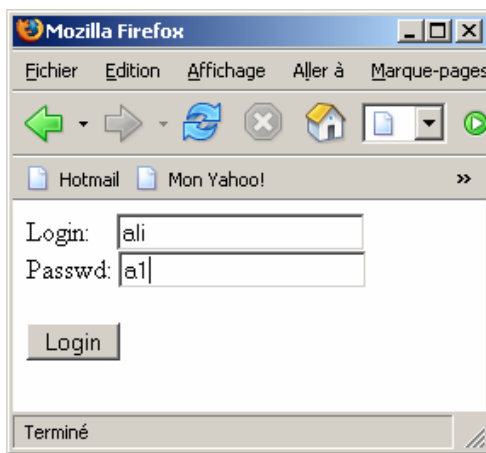 Mozilla Firefox
Fichier Edition Affichage Aller à Marque-pages
Hotmail Mon Yahoo! »
Login: ali
Passwd: a1
Login
Terminé